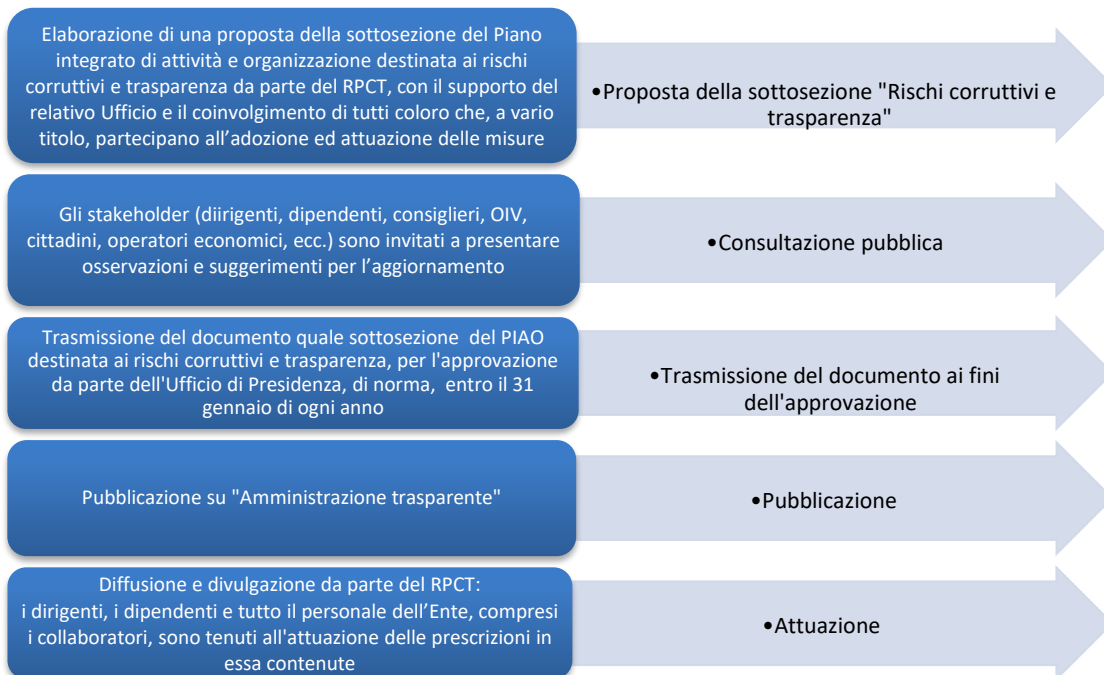 Elaborazione di una proposta della sottosezione del Piano
integrato di attività e organizzazione destinata ai rischi
corruttivi e trasparenza da parte del RPCT, con il supporto del
relativo Ufficio e il coinvolgimento di tutti coloro che, a vario
titolo, partecipano all’adozione ed attuazione delle misure
•Proposta della sottosezione "Rischi corruttivi e
trasparenza"
Gli stakeholder (diirigenti, dipendenti, consiglieri, OIV,
cittadini, operatori economici, ecc.) sono invitati a presentare
osservazioni e suggerimenti per l’aggiornamento
•Consultazione pubblica
Trasmissione del documento quale sottosezione del PIAO
destinata ai rischi corruttivi e trasparenza, per l'approvazione
da parte dell'Ufficio di Presidenza, di norma, entro il 31
gennaio di ogni anno
•Trasmissione del documento ai fini
dell'approvazione
Pubblicazione su "Amministrazione trasparente"
•Pubblicazione
Diffusione e divulgazione da parte del RPCT:
i dirigenti, i dipendenti e tutto il personale dell’Ente, compresi
i collaboratori, sono tenuti all'attuazione delle prescrizioni in
essa contenute
•Attuazione